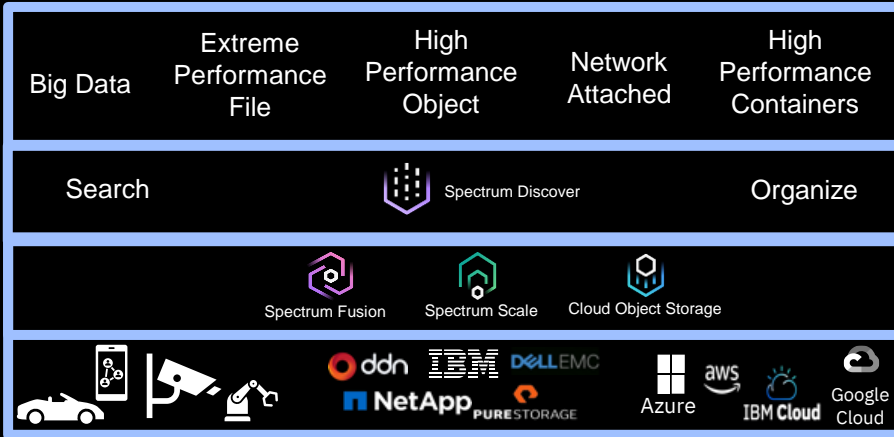 Big Data
Extreme
Performance
File
High
Performance
Object
Network
Attached
High
Performance
Containers
Search
Spectrum Discover
Organize
Spectrum Fusion
Spectrum Scale
Cloud Object Storage
ddn
IBM
DELLEMC
NetApp
PURESTORAGE
Azure
aws
IBM Cloud
Google
Cloud